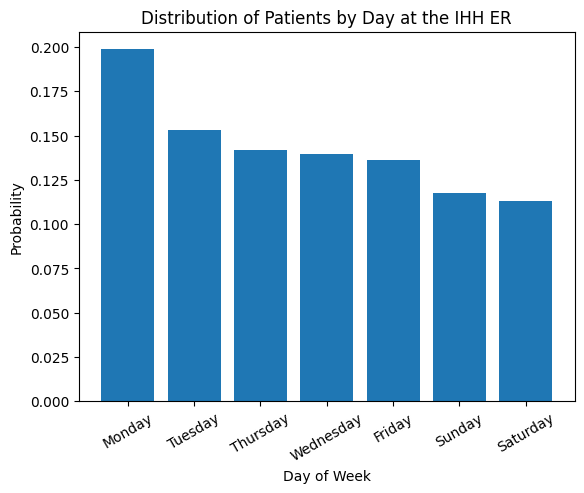 Distribution of Patients by Day at the IHH ER
Probability
0.200
0.175
0.150
0.125
0.100
0.075
0.050
0.025
0.000
Monday
Tuesday
Thursday
Wednesday
Friday
Sunday
Saturday
Day of Week